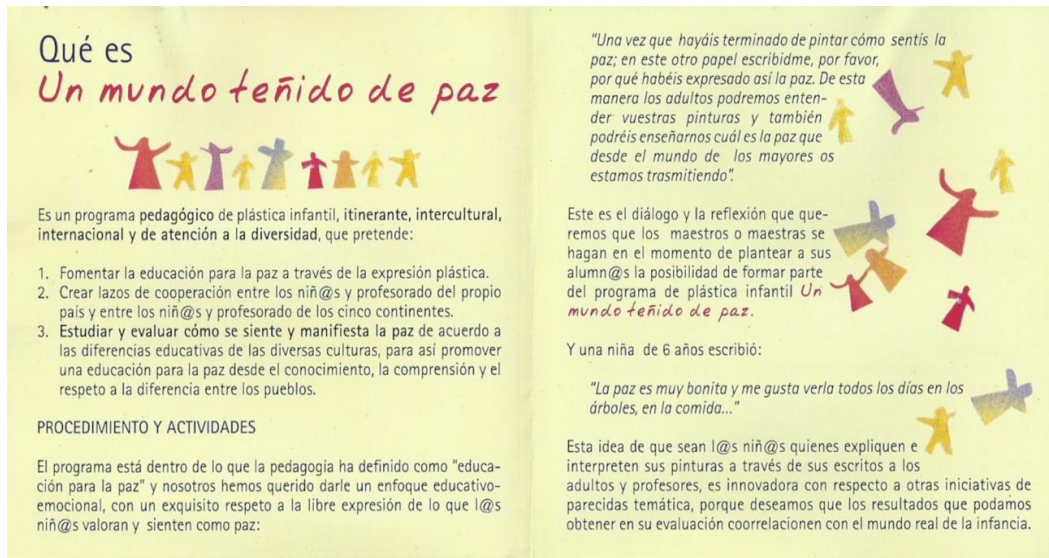 Qué es
Un mundo teñido de paz
Es un programa pedagógico de plástica infantil, itinerante, intercultural,
internacional y de atención a la diversidad, que pretende:
1. Fomentar la educación para la paz a través de la expresión plástica.
2. Crear lazos de cooperación entre los niñ@s y profesorado del propio
país y entre los niñ@s y profesorado de los cinco continentes.
3. Estudiar y evaluar cómo se siente y manifiesta la paz de acuerdo a
las diferencias educativas de las diversas culturas, para así promover
una educación para la paz desde el conocimiento, la comprensión y el
respeto a la diferencia entre los pueblos.
PROCEDIMIENTO Y ACTIVIDADES
El programa está dentro de lo que la pedagogía ha definido como "educa-
ción para la paz" y nosotros hemos querido darle un enfoque educativo-
emocional, con un exquisito respeto a la libre expresión de lo que l@s
niñ@s valoran y sienten como paz:
"Una vez que hayáis terminado de pintar cómo sentís la
paz; en este otro papel escribidme, por favor,
por qué habéis expresado así la paz. De esta
manera los adultos podremos enten-
der vuestras pinturas y también
podréis enseñarnos cuál es la paz que
desde el mundo de los mayores os
estamos trasmitiendo".
Este es el diálogo y la reflexión que que-
remos que los maestros o maestras se
hagan en el momento de plantear a sus
alumn@s la posibilidad de formar parte
del programa de plástica infantil Un
mundo teñido de paz.
Y una niña de 6 años escribió:
"La paz es muy bonita y me gusta verla todos los días en los
árboles, en la comida..."
Esta idea de que sean l@s niñ@s quienes expliquen e
interpreten sus pinturas a través de sus escritos a los
adultos y profesores, es innovadora con respecto a otras iniciativas de
parecidas temática, porque deseamos que los resultados que podamos
obtener en su evaluación coorrelacionen con el mundo real de la infancia.